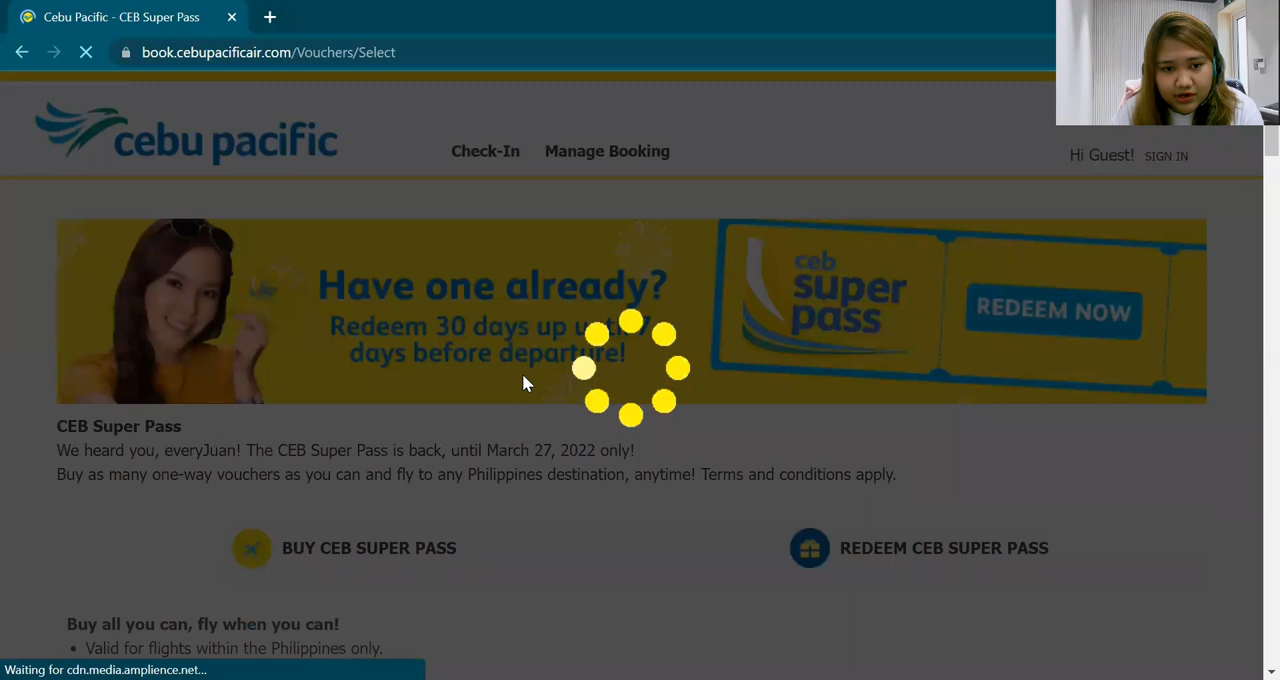 Cebu Pacific - CEB Super Pass
book.cebupacificair.com/Vouchers/Select
cebu pacific
Check-In
Manage Booking
Hi Guest! SIGN IN
Have one already?
Redeem 30 days up until 7
days before departure!
ceb
super
pass
REDEEM NOW
CEB Super Pass
We heard you, everyJuan! The CEB Super Pass is back, until March 27, 2022 only!
Buy as many one-way vouchers as you can and fly to any Philippines destination, anytime! Terms and conditions apply.
BUY CEB SUPER PASS
REDEEM CEB SUPER PASS
Buy all you can, fly when you can!
• Valid for flights within the Philippines only.
Waiting for cdn.media.amplience.net...